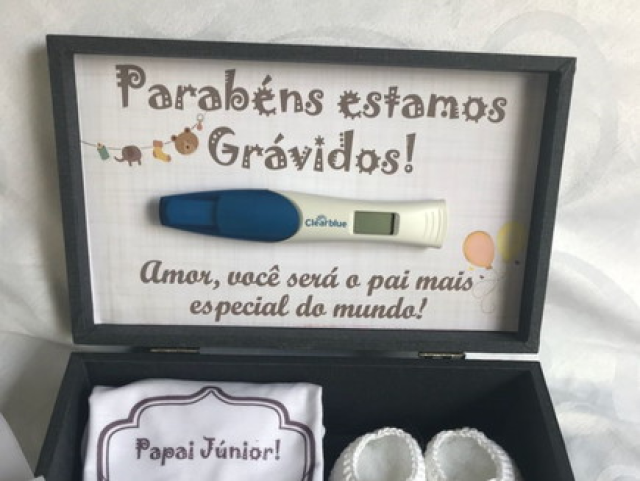 Parabéns estamos
Grávidos!
Clearblue
Amor, você será o pai mais
especial do mundo!
Papai Júnior!